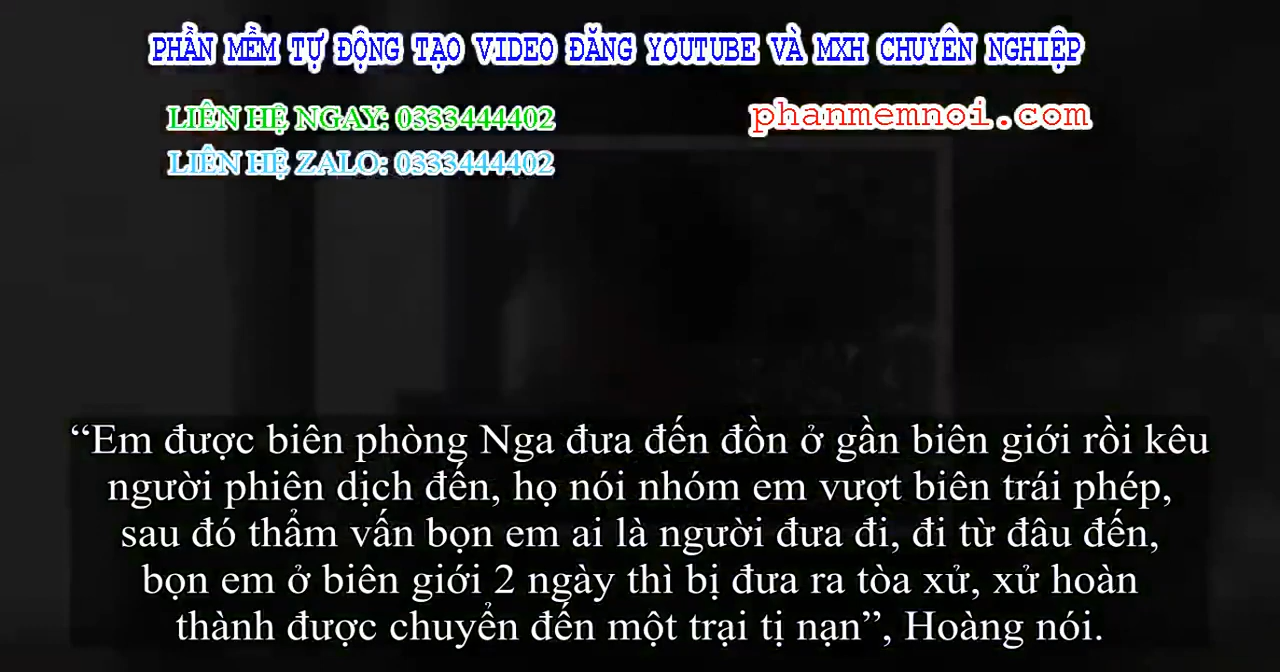 PHẦN MỀM TỰ ĐỘNG TẠO VIDEO ĐĂNG YOUTUBE VÀ MXH CHUYÊN NGHIỆP
LIÊN HỆ NGAY: 0333444402
phanmemnoi.com
LIÊN HỆ ZALO: 0333444402
“Em được biên phòng Nga đưa đến đồn ở gần biên giới rồi kêu
người phiên dịch đến, họ nói nhóm em vượt biên trái phép,
sau đó thẩm vấn bọn em ai là người đưa đi, đi từ đâu đến,
bọn em ở biên giới 2 ngày thì bị đưa ra tòa xử, xử hoàn
thành được chuyển đến một trại tị nạn”, Hoàng nói.